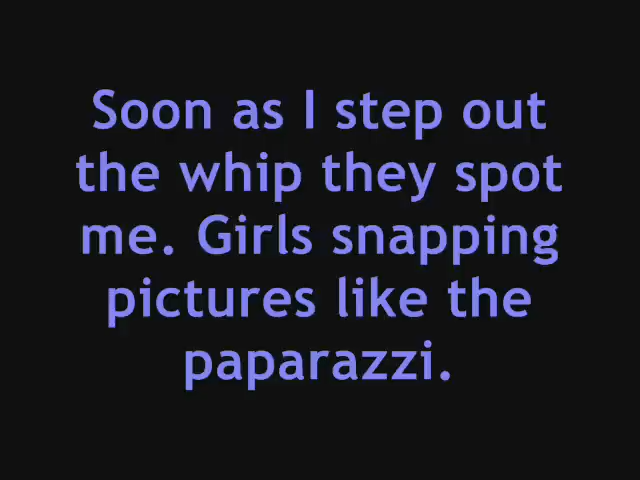 Soon as I step out
the whip they spot
me. Girls snapping
pictures like the
paparazzi.